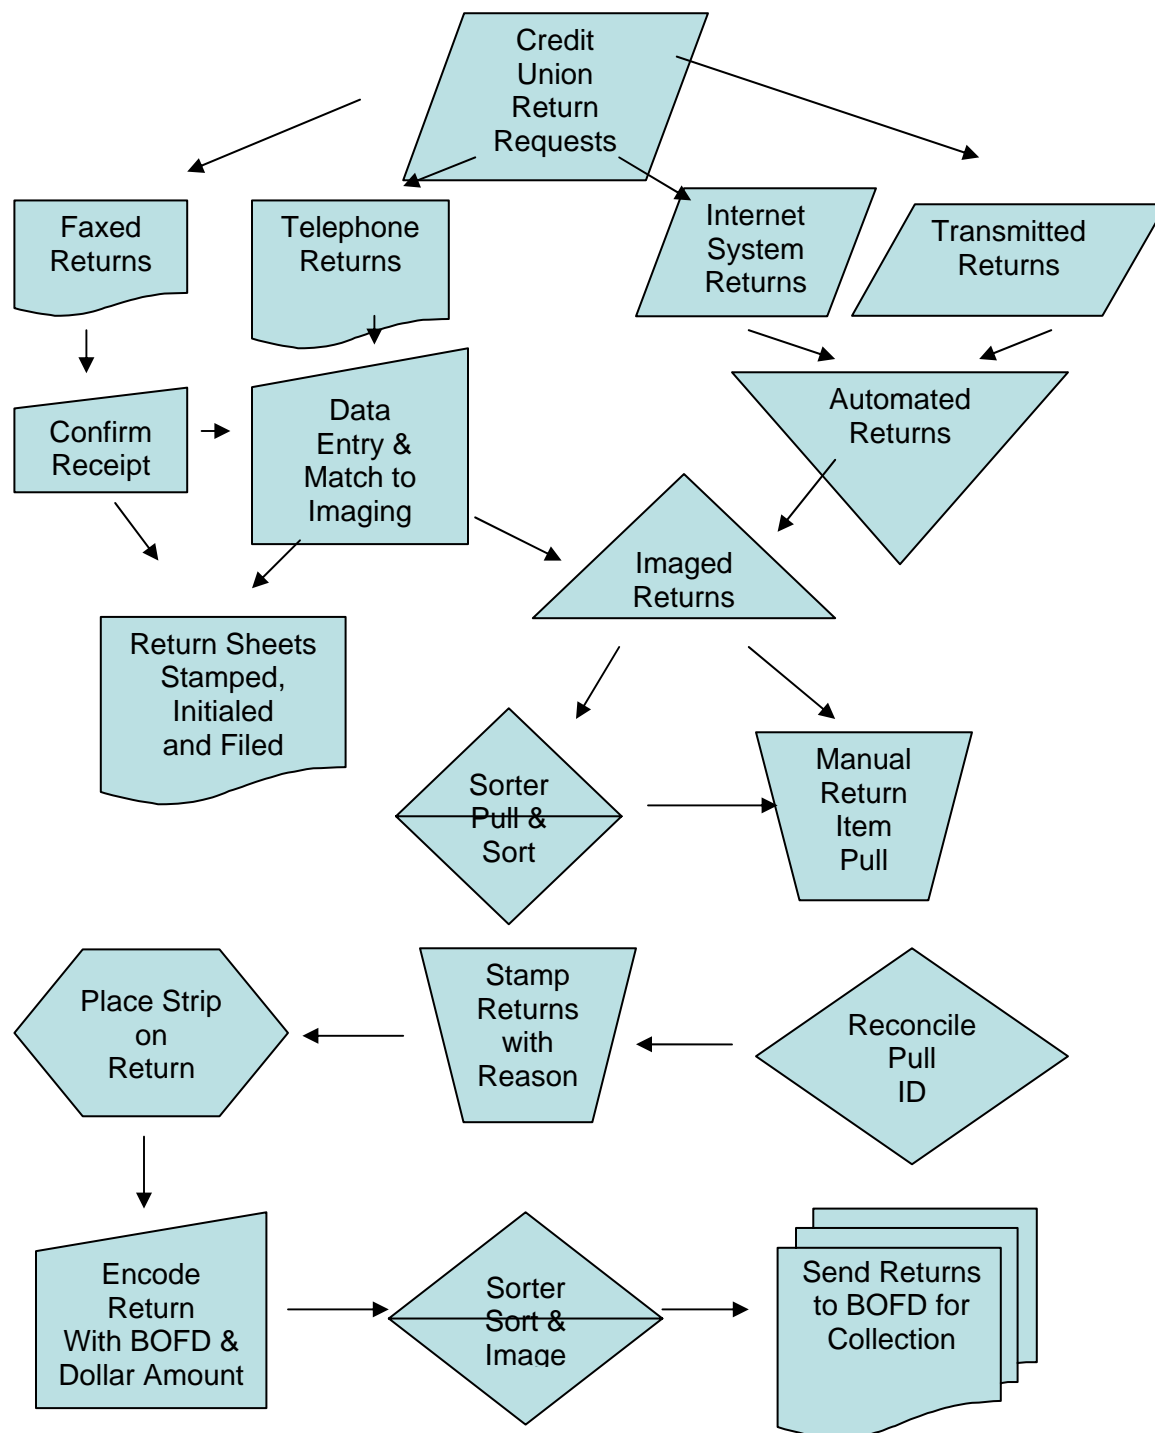 Credit
Union
Return
Requests
Faxed
Returns
Telephone
Returns
Internet
System
Returns
Transmitted
Returns
Confirm
Receipt
Data
Entry &
Match to
Imaging
Automated
Returns
Imaged
Returns
Return Sheets
Stamped,
Initialed
and Filed
Sorter
Pull &
Sort
Manual
Return
Item
Pull
Place Strip
on
Return
Stamp
Returns
with
Reason
Reconcile
Pull
ID
Encode
Return
With BOFD &
Dollar Amount
Sorter
Sort &
Image
Send Returns
to BOFD for
Collection